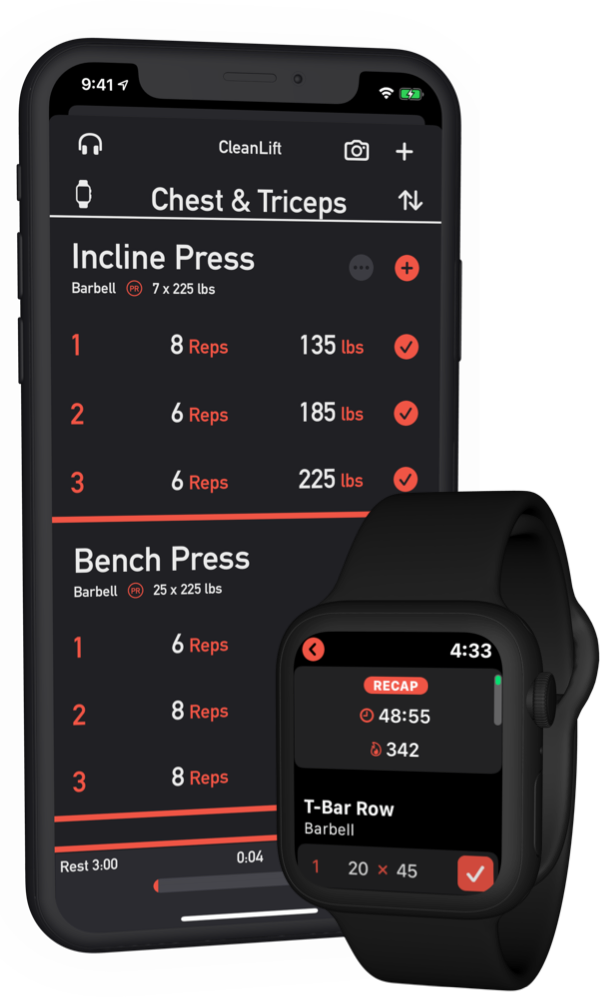 9:41
CleanLift
Chest & Triceps
Incline Press
Barbell PR 7 x 225 lbs
1 8 Reps 135 lbs
2 6 Reps 185 lbs
3 6 Reps 225 lbs
Bench Press
Barbell PR 25 x 225 lbs
1 6 Reps
2 8 Reps
3 8 Reps
Rest 3:00 0:04
4:33
RECAP
48:55
342
T-Bar Row
Barbell
1 20 × 45